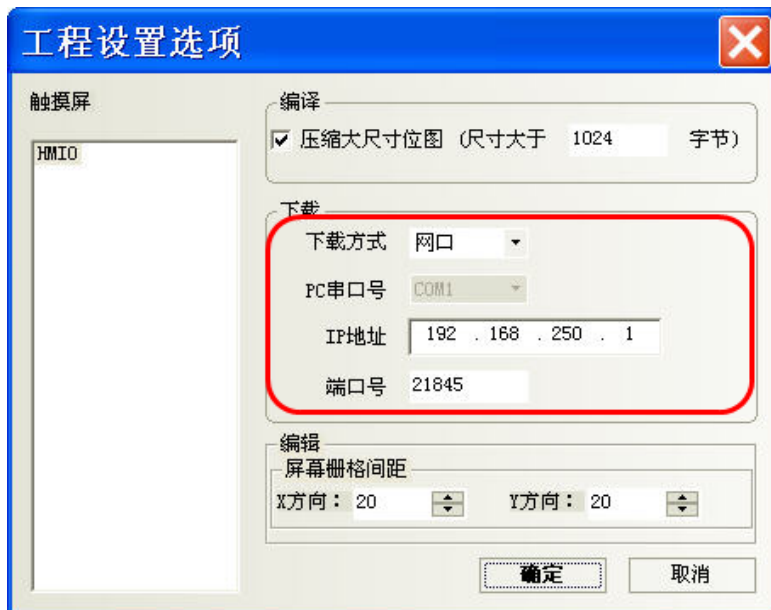 工程设置选项
触摸屏
HMI0
编译
压缩大尺寸位图 (尺寸大于 1024 字节)
下载
下载方式 网口
PC串口号 COM1
IP地址 192 . 168 . 250 . 1
端口号 21845
编辑
屏幕栅格间距
X方向： 20 Y方向： 20
确定 取消